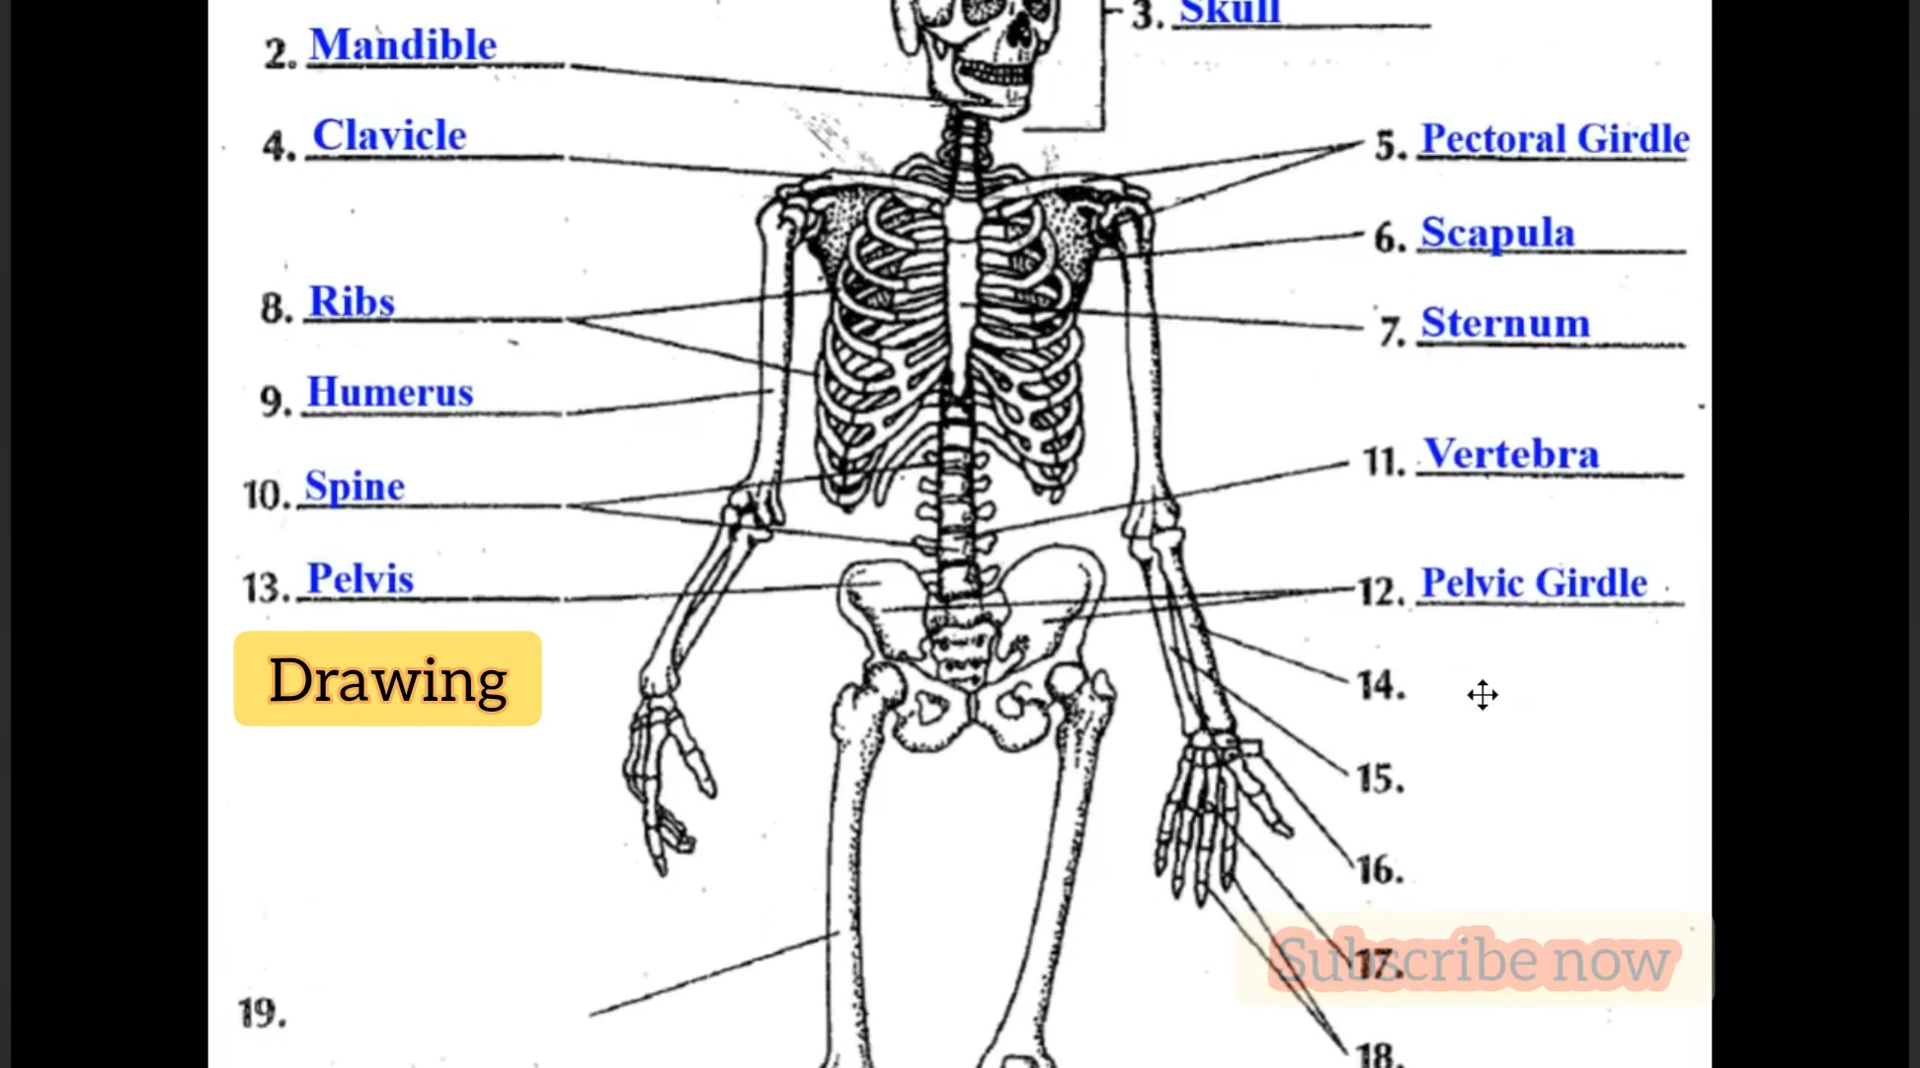 3. Skull
2. Mandible
4. Clavicle
5. Pectoral Girdle
6. Scapula
8. Ribs
7. Sternum
9. Humerus
11. Vertebra
10. Spine
13. Pelvis
12. Pelvic Girdle
Drawing
14.
15.
16.
Subscribe now
17.
19.
18.